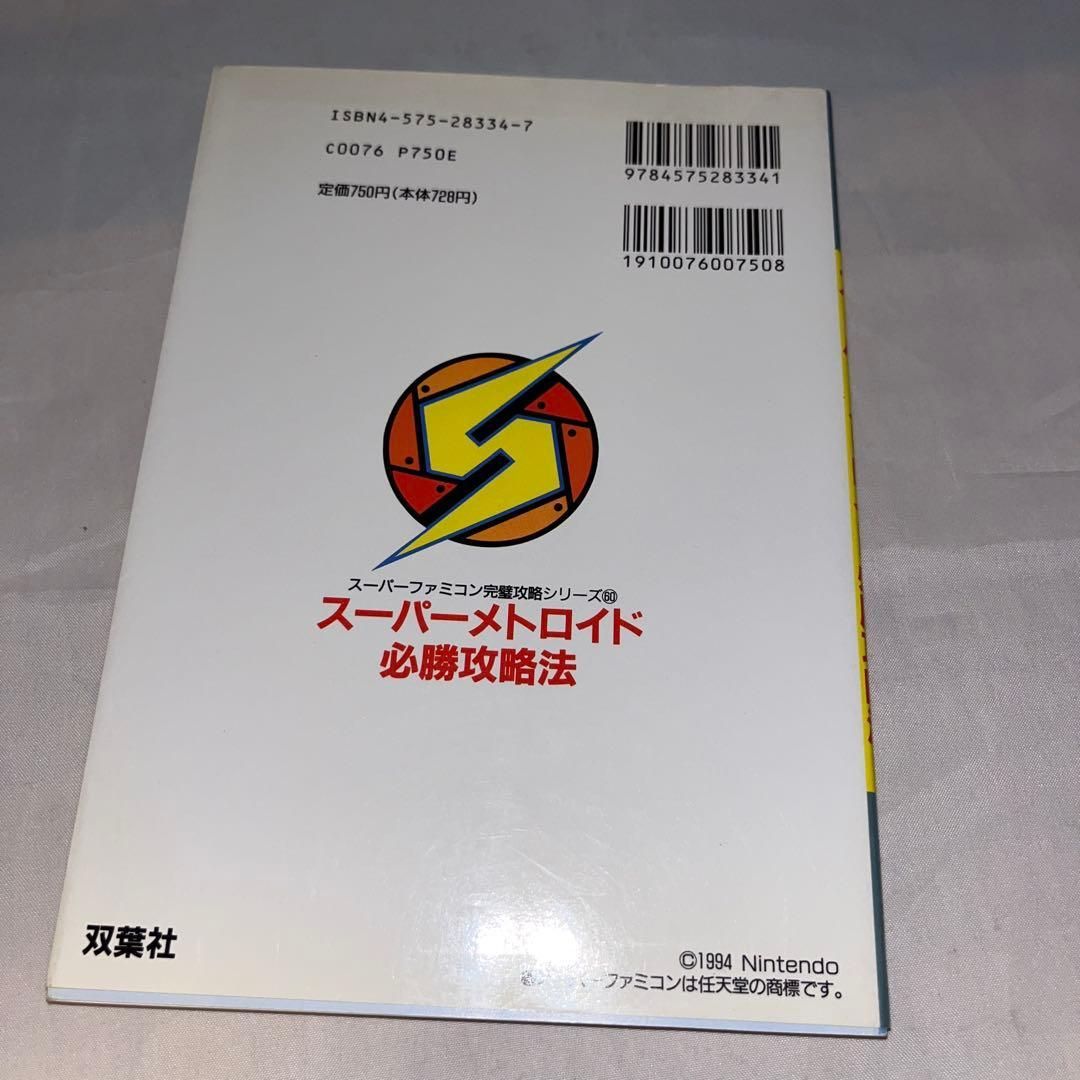 ISBN4-575-28334-7
C0076 P750E
定価750円(本体728円)
9784575283341
1910076007508
スーパーファミコン完璧攻略シリーズ60
スーパーメトロイド
必勝攻略法
双葉社
©1994 Nintendo
ーファミコンは任天堂の商標です。